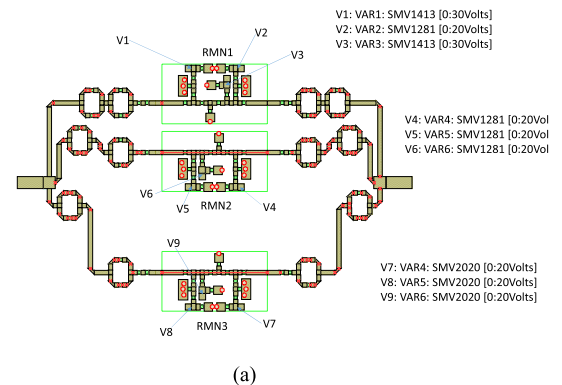 V1: VAR1: SMV1413 [0:30Volts]
V2: VAR2: SMV1281 [0:20Volts]
V3: VAR3: SMV1413 [0:30Volts]
V1
RMN1
V2
V3
V4: VAR4: SMV1281 [0:20Vol
V5: VAR5: SMV1281 [0:20Vol
V6: VAR6: SMV1281 [0:20Vol
V6
V5
RMN2
V4
V9
V7: VAR4: SMV2020 [0:20Volts]
V8: VAR5: SMV2020 [0:20Volts]
V9: VAR6: SMV2020 [0:20Volts]
V8
RMN3
V7
(a)